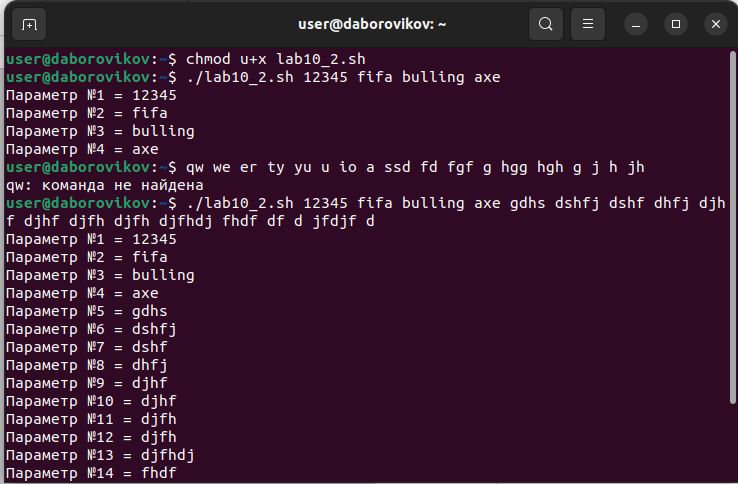 user@daborovikov: ~
user@daborovikov:~$ chmod u+x lab10_2.sh
user@daborovikov:~$ ./lab10_2.sh 12345 fifa bulling axe
Параметр №1 = 12345
Параметр №2 = fifa
Параметр №3 = bulling
Параметр №4 = axe
user@daborovikov:~$ qw we er ty yu u io a ssd fd fgf g hgg hgh g j h jh
qw: команда не найдена
user@daborovikov:~$ ./lab10_2.sh 12345 fifa bulling axe gdhs dshfj dshf dhfj djh
f djhf djfh djfh djfhdj fhdf df d jfdjf d
Параметр №1 = 12345
Параметр №2 = fifa
Параметр №3 = bulling
Параметр №4 = axe
Параметр №5 = gdhs
Параметр №6 = dshfj
Параметр №7 = dshf
Параметр №8 = dhfj
Параметр №9 = djhf
Параметр №10 = djhf
Параметр №11 = djfh
Параметр №12 = djfh
Параметр №13 = djfhdj
Параметр №14 = fhdf